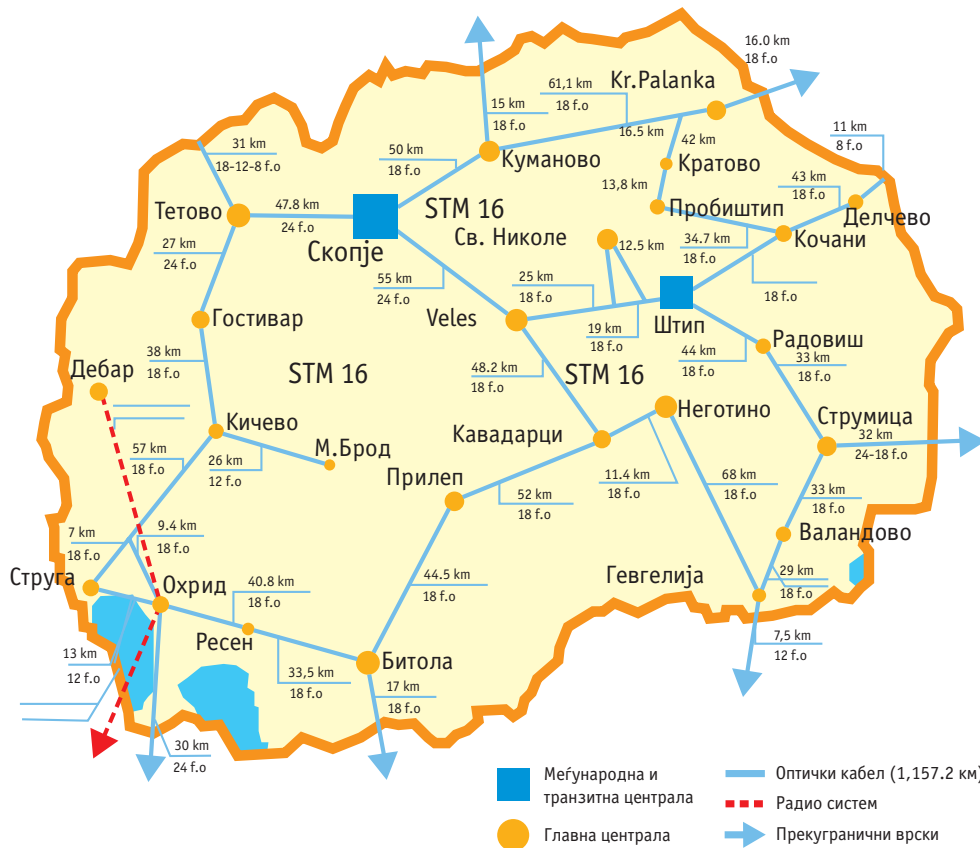 16.0 km
18 f.o
Kr.Palanka
61,1 km
18 f.o
15 km
18 f.o
16.5 km
42 km
11 km
8 f.o
31 km
18-12-8 f.o
50 km
18 f.o
Куманово
Кратово
43 km
18 f.o
13,8 km
Тетово
47.8 km
24 f.o
STM 16
Скопје
Св. Николе
12.5 km
Пробиштип
Делчево
34.7 km
18 f.o
Кочани
27 km
24 f.o
55 km
24 f.o
25 km
18 f.o
18 f.o
Гостивар
Veles
19 km
18 f.o
Штип
Радовиш
44 km
18 f.o
33 km
18 f.o
38 km
18 f.o
Дебар
STM 16
48.2 km
18 f.o
STM 16
Неготино
Струмица
32 km
24-18 f.o
Кичево
Кавадарци
57 km
18 f.o
26 km
12 f.o
М.Брод
Прилеп
11.4 km
18 f.o
68 km
18 f.o
52 km
18 f.o
33 km
18 f.o
7 km
18 f.o
9.4 km
18 f.o
Валандово
Струга
Охрид
40.8 km
18 f.o
44.5 km
18 f.o
Гевгелија
29 km
18 f.o
Ресен
7,5 km
12 f.o
13 km
12 f.o
33,5 km
18 f.o
Битола
17 km
18 f.o
30 km
24 f.o
Меѓународна и
транзитна централа
Главна централа
Оптички кабел (1,157.2 км)
Радио систем
Прекугранични врски